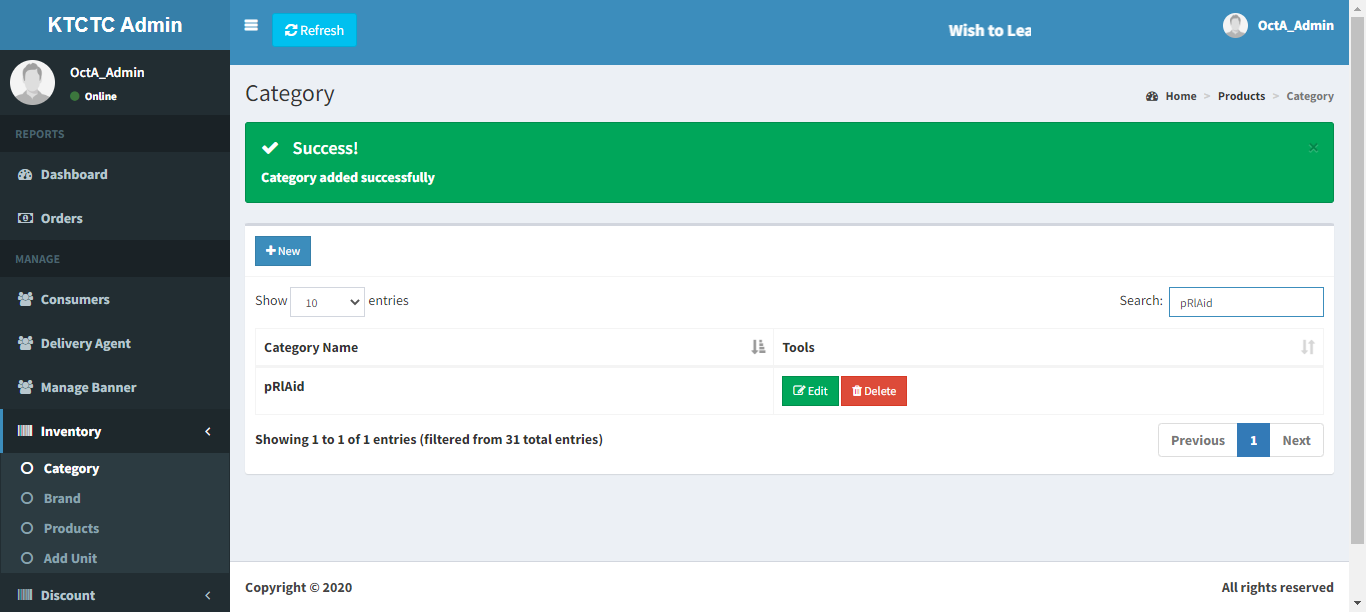 KTCTC Admin
Refresh
Wish to Lea
OctA_Admin
OctA_Admin
Online
REPORTS
Dashboard
Orders
MANAGE
Consumers
Delivery Agent
Manage Banner
Inventory
Category
Brand
Products
Add Unit
Discount
Category
Home > Products > Category
Success!
×
Category added successfully
New
Show 10 entries
Search: pRlAid
Category Name Tools
pRlAid Edit Delete
Showing 1 to 1 of 1 entries (filtered from 31 total entries)
Previous 1 Next
Copyright © 2020
All rights reserved